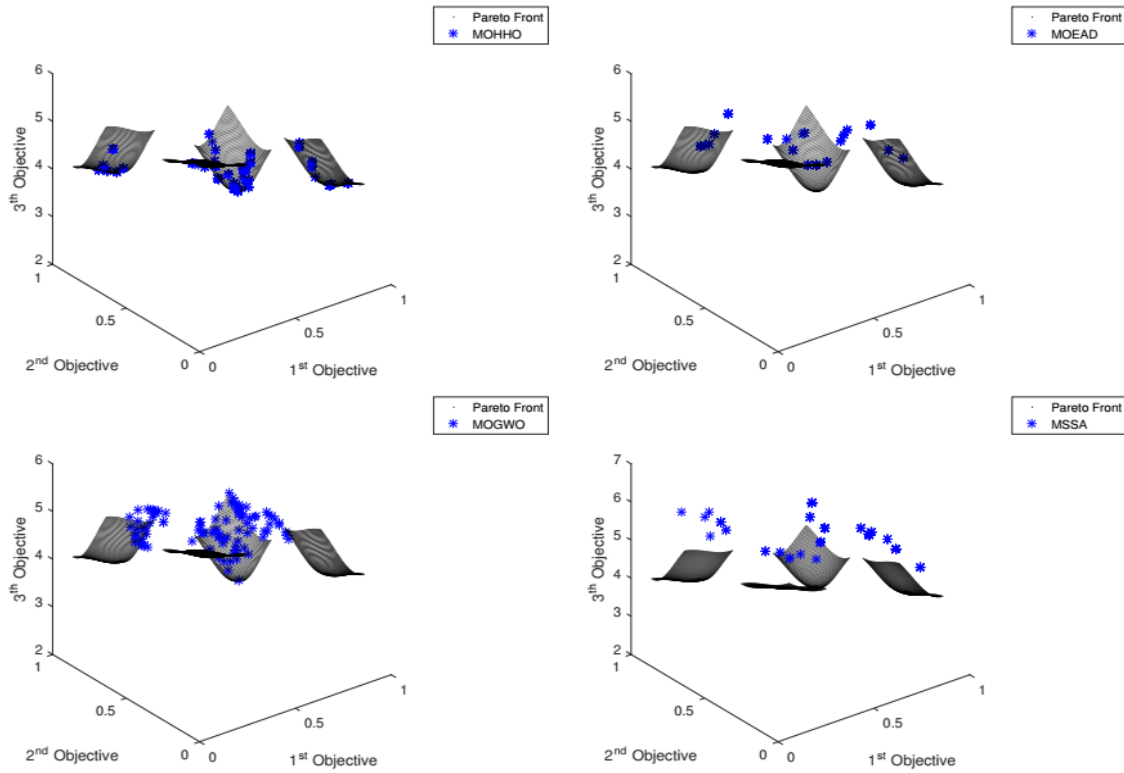 Pareto Front
MOHHO
6
5
4
3
2
1
0.5
0
0
0.5
1
3th Objective
2nd Objective
1st Objective
Pareto Front
MOEAD
6
5
4
3
2
1
0.5
0
0
0.5
1
3th Objective
2nd Objective
1st Objective
Pareto Front
MOGWO
6
5
4
3
2
1
0.5
0
0
0.5
1
3th Objective
2nd Objective
1st Objective
Pareto Front
MSSA
7
6
5
4
3
2
1
0.5
0
0
0.5
1
3th Objective
2nd Objective
1st Objective